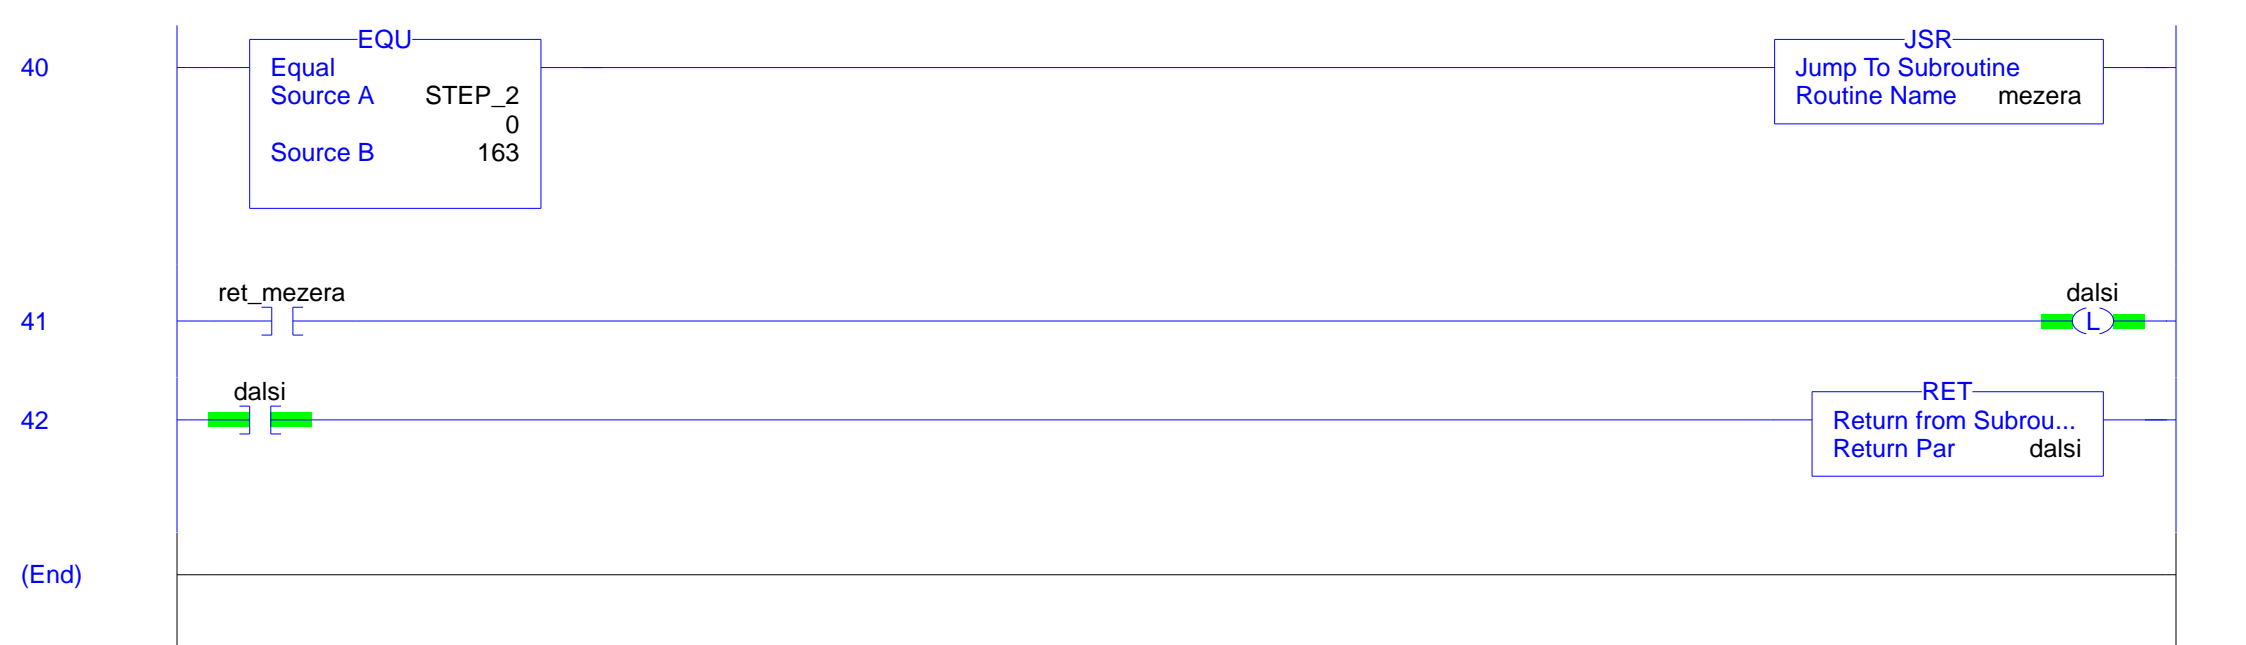 EQU
JSR
40
Equal
Jump To Subroutine
Source A STEP_2
Routine Name mezera
0
Source B 163
ret_mezera
dalsi
41
L
dalsi
RET
42
Return from Subrou...
Return Par dalsi
(End)